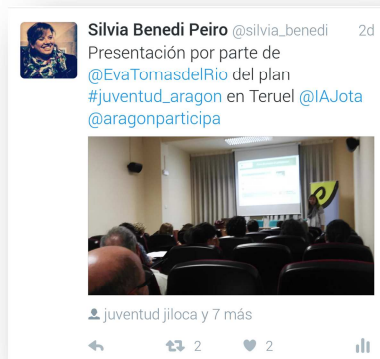 Silvia Benedi Peiro @silvia_benedi 2d
Presentación por parte de
@EvaTomasdelRio del plan
#juventud_aragon en Teruel @IAJota
@aragonparticipa
juventud jiloca y 7 más
2 2